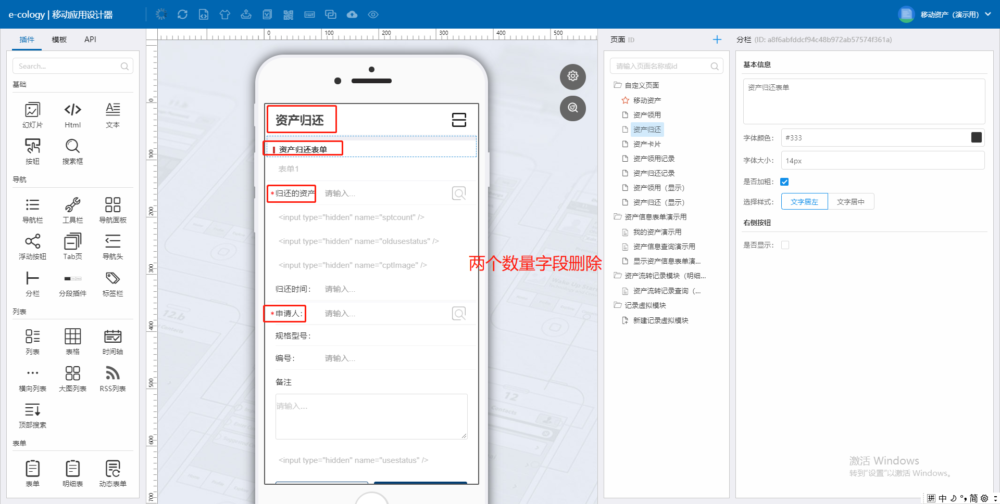 e-cology | 移动应用设计器
移动资产（演示用）
插件
模板
API
Search...
基础
幻灯片
Html
文本
按钮
搜索框
导航
导航栏
工具栏
导航面板
浮动按钮
Tab页
导航头
分栏
分段插件
标签栏
列表
列表
表格
时间轴
横向列表
大图列表
RSS列表
顶部搜索
表单
表单
明细表
动态表单
0
100
200
300
400
500
0
100
200
300
400
500
600
700
资产归还
资产归还表单
表单1
*归还的资产
请输入...
<input type="hidden" name="sptcount" />
<input type="hidden" name="oldusestatus" />
<input type="hidden" name="cptImage" />
两个数量字段删除
归还时间：
请输入...
*申请人：
请输入...
规格型号：
编号：
请输入...
备注
请输入...
<input type="hidden" name="usestatus" />
页面 ID
请输入页面名称或id
自定义页面
移动资产
资产领用
资产归还
资产卡片
资产领用记录
资产归还记录
资产领用（显示）
资产归还（显示）
资产信息表单演示用
我的资产演示用
资产信息查询演示用
显示资产信息表单演...
资产流转记录模块（明细...
资产流转记录查询（...
记录虚拟模块
新建记录虚拟模块
分栏 (ID: a8f6abfddcf94c48b972ab57574f361a)
基本信息
资产归还表单
字体颜色：
#333
字体大小：
14px
是否加粗：
选择样式：
文字居左
文字居中
右侧按钮
是否显示：
激活 Windows
转到"设置"以激活 Windows。
拼 中 简